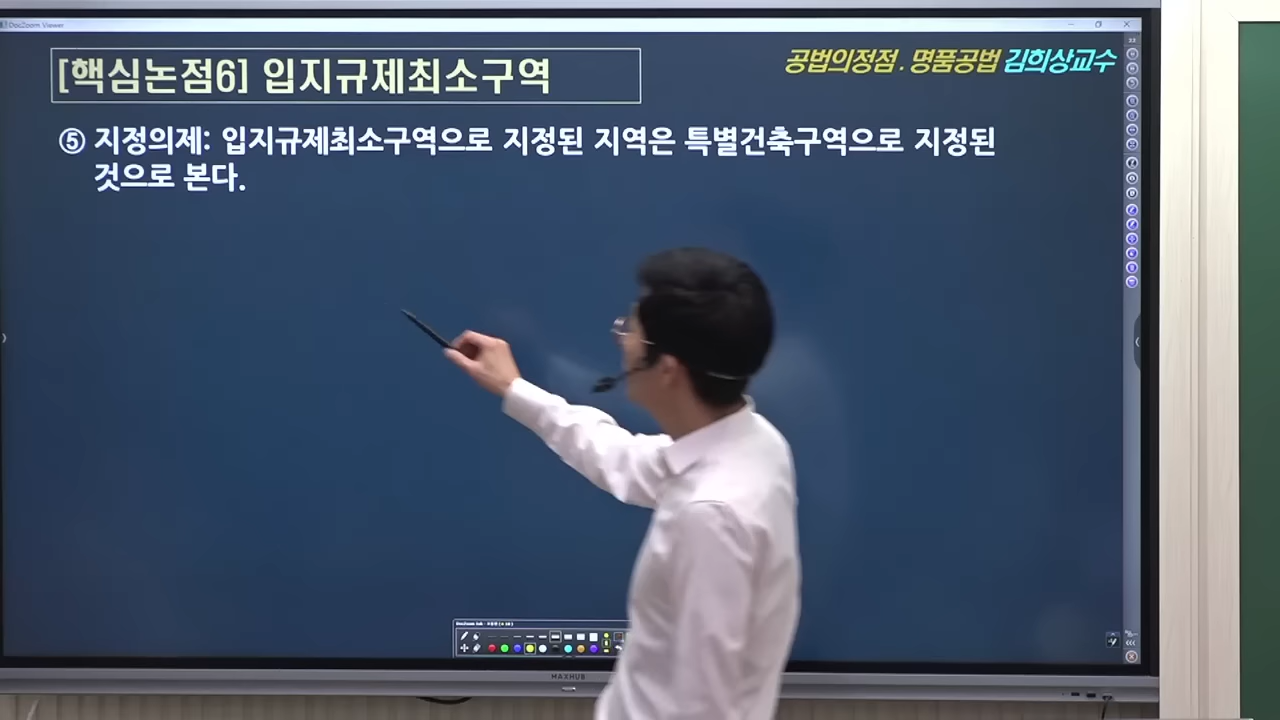 DocZoom Viewer
[핵심논점6] 입지규제최소구역
공법의정점. 명품공법 김희상교수
⑤ 지정의제: 입지규제최소구역으로 지정된 지역은 특별건축구역으로 지정된
것으로 본다.
MAXHUB